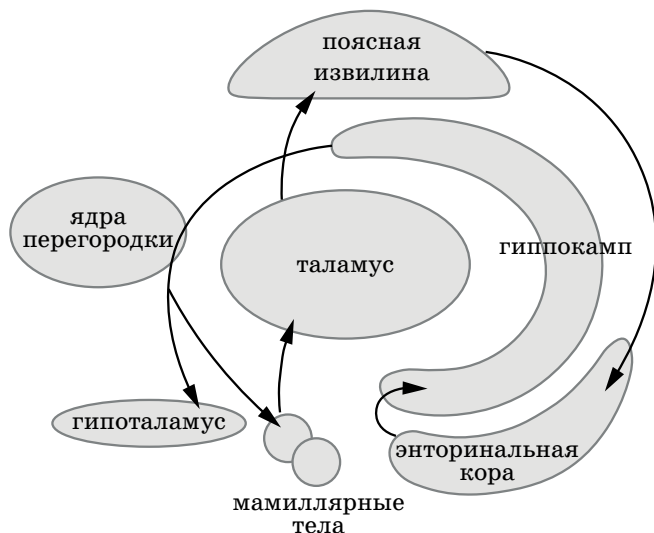 поясная
извилина
ядра
перегородки
таламус
гиппокамп
гипоталамус
энторинальная
кора
мамиллярные
тела